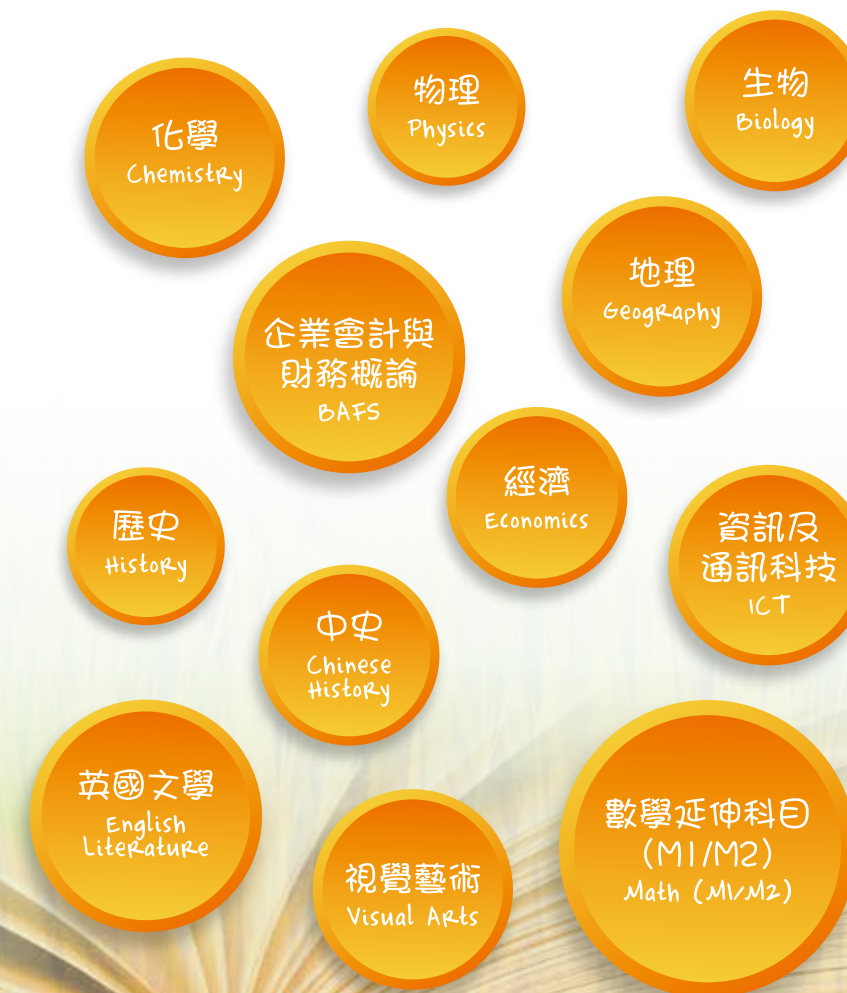 化學
Chemistry
物理
Physics
生物
Biology
企業會計與
財務概論
BAFS
地理
Geography
歷史
History
經濟
Economics
資訊及
通訊科技
ICT
中史
Chinese
History
英國文學
English
Literature
視覺藝術
Visual Arts
數學延伸科目
(M1/M2)
Math (M1/M2)